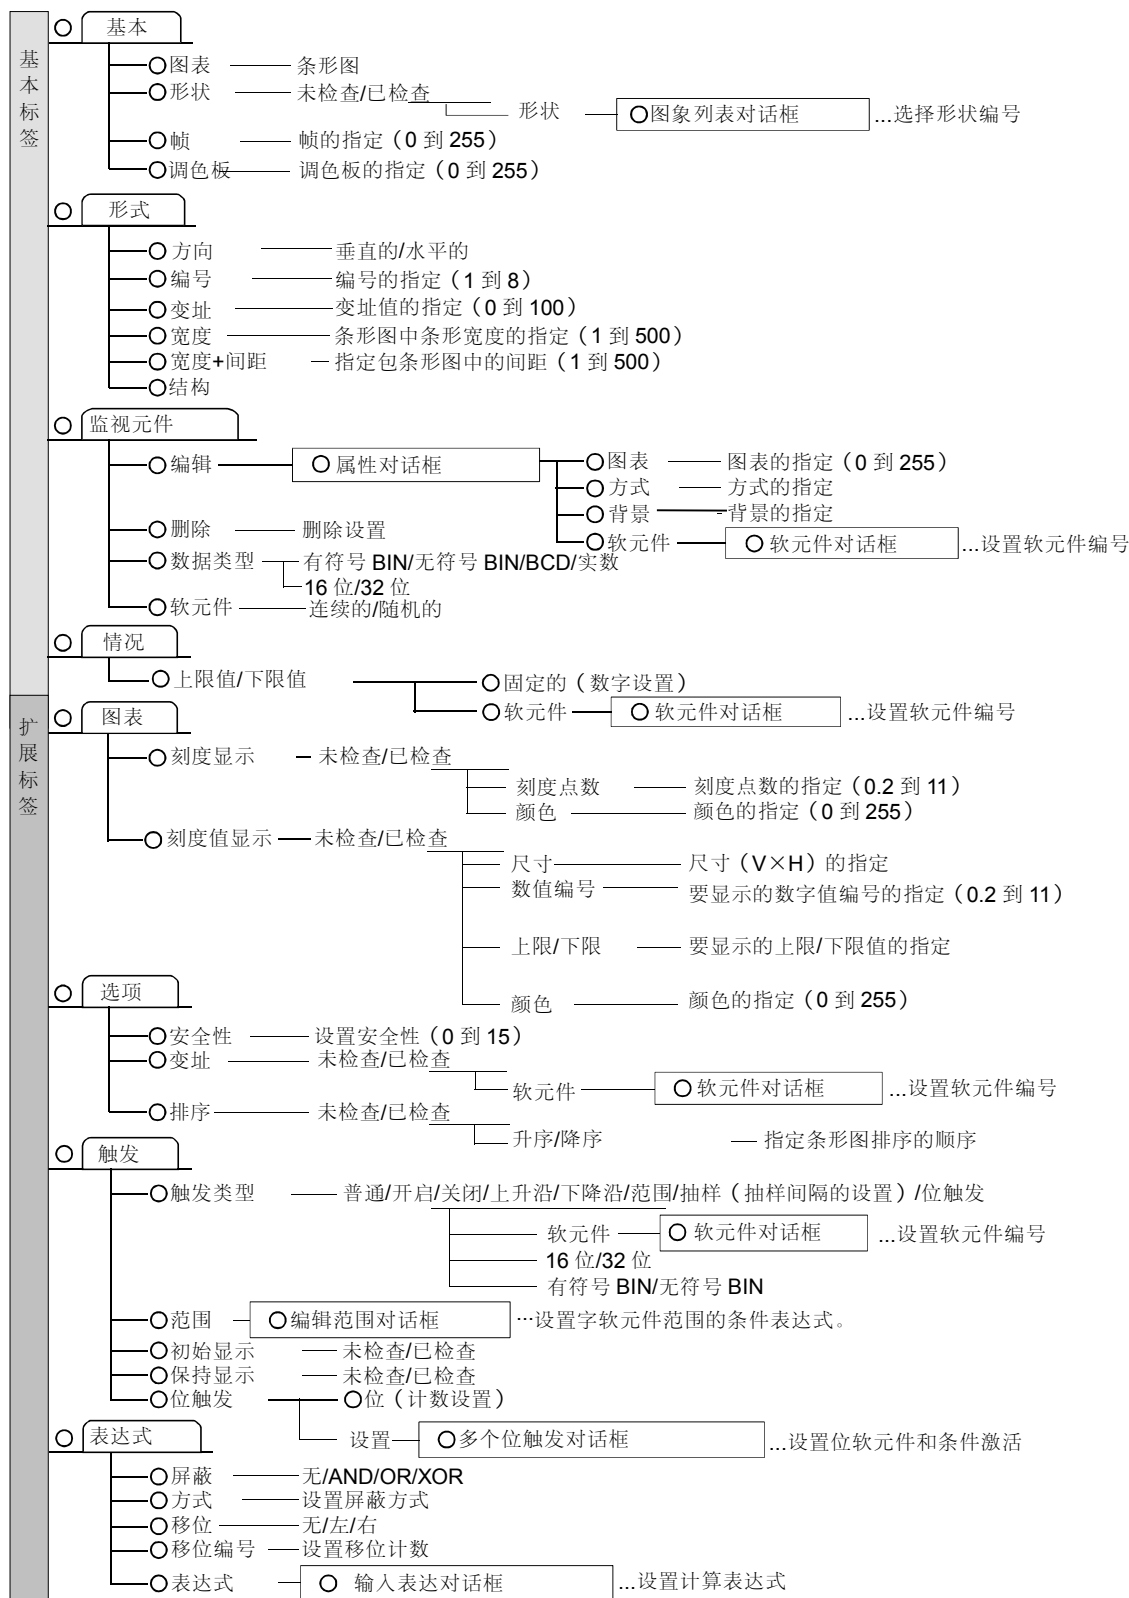 基本标签
基本
图表 条形图
形状 未检查/已检查
形状 图象列表对话框 ...选择形状编号
帧 帧的指定（0 到 255）
调色板 调色板的指定（0 到 255）
形式
方向 垂直的/水平的
编号 编号的指定（1 到 8）
变址 变址值的指定（0 到 100）
宽度 条形图中条形宽度的指定（1 到 500）
宽度+间距 指定包条形图中的间距（1 到 500）
结构
监视元件
编辑 属性对话框 图表 图表的指定（0 到 255）
方式 方式的指定
背景 背景的指定
删除 删除设置
软元件 软元件对话框 ...设置软元件编号
数据类型 有符号 BIN/无符号 BIN/BCD/实数
16 位/32 位
软元件 连续的/随机的
情况
上限值/下限值 固定的（数字设置）
软元件 软元件对话框 ...设置软元件编号
扩展标签
图表
刻度显示 未检查/已检查
刻度点数 刻度点数的指定（0.2 到 11）
颜色 颜色的指定（0 到 255）
刻度值显示 未检查/已检查
尺寸 尺寸（V×H）的指定
数值编号 要显示的数字值编号的指定（0.2 到 11）
上限/下限 要显示的上限/下限值的指定
颜色 颜色的指定（0 到 255）
选项
安全性 设置安全性（0 到 15）
变址 未检查/已检查
软元件 软元件对话框 ...设置软元件编号
排序 未检查/已检查
升序/降序 指定条形图排序的顺序
触发
触发类型 普通/开启/关闭/上升沿/下降沿/范围/抽样（抽样间隔的设置）/位触发
软元件 软元件对话框 ...设置软元件编号
16 位/32 位
有符号 BIN/无符号 BIN
范围 编辑范围对话框 ...设置字软元件范围的条件表达式。
初始显示 未检查/已检查
保持显示 未检查/已检查
位触发 位（计数设置）
设置 多个位触发对话框 ...设置位软元件和条件激活
表达式
屏蔽 无/AND/OR/XOR
方式 设置屏蔽方式
移位 无/左/右
移位编号 设置移位计数
表达式 输入表达对话框 ...设置计算表达式